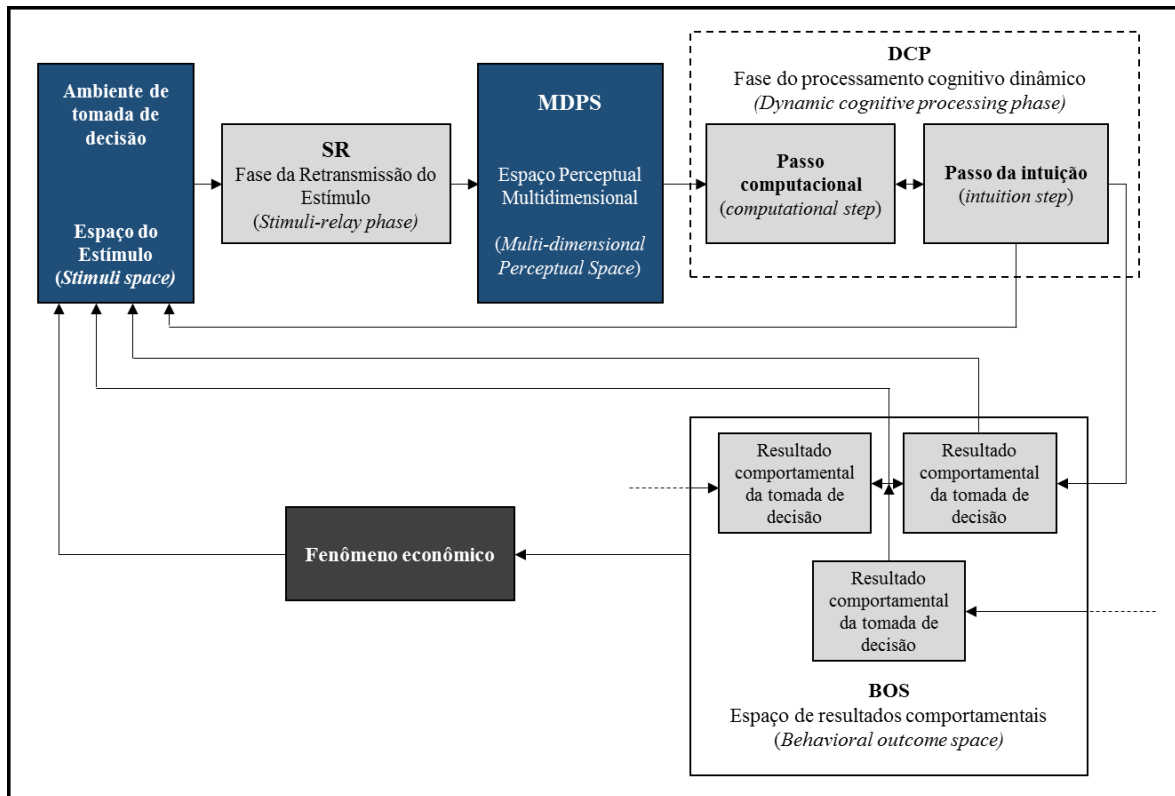 Ambiente de
tomada de
decisão
Espaço do
Estímulo
(Stimuli space)
SR
Fase da Retransmissão do
Estímulo
(Stimuli-relay phase)
MDPS
Espaço Perceptual
Multidimensional
(Multi-dimensional
Perceptual Space)
DCP
Fase do processamento cognitivo dinâmico
(Dynamic cognitive processing phase)
Passo
computacional
(computational step)
Passo da intuição
(intuition step)
Resultado
comportamental
da tomada de
decisão
Resultado
comportamental
da tomada de
decisão
Fenômeno econômico
Resultado
comportamental
da tomada de
decisão
BOS
Espaço de resultados comportamentais
(Behavioral outcome space)